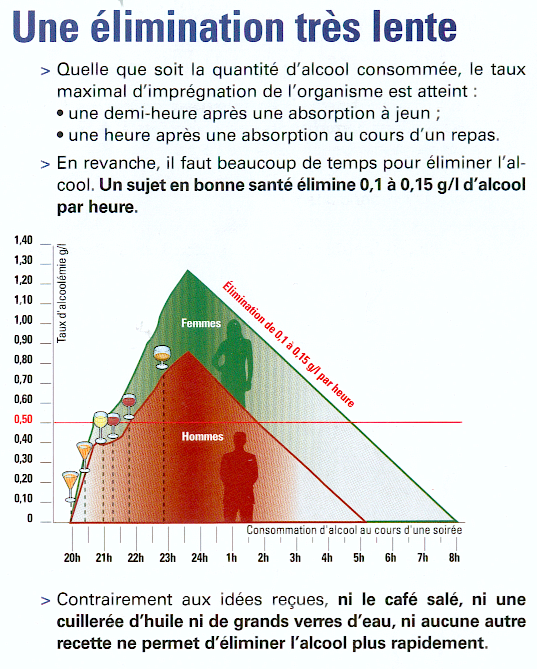 Une élimination très lente
> Quelle que soit la quantité d'alcool consommée, le taux
maximal d'imprégnation de l'organisme est atteint :
• une demi-heure après une absorption à jeun ;
• une heure après une absorption au cours d'un repas.
> En revanche, il faut beaucoup de temps pour éliminer l'al-
cool. Un sujet en bonne santé élimine 0,1 à 0,15 g/l d'alcool
par heure.
Taux d'alcoolémie g/l
1,40
1,30
1,20
1,10
1,00
0,90
0,80
0,70
0,60
0,50
0,40
0,30
0,20
0,10
0
Élimination de 0,1 à 0,15 g/l par heure
Femmes
Hommes
Consommation d'alcool au cours d'une soirée
20h 21h 22h 23h 24h 1h 2h 3h 4h 5h 6h 7h 8h
> Contrairement aux idées reçues, ni le café salé, ni une
cuillerée d'huile ni de grands verres d'eau, ni aucune autre
recette ne permet d'éliminer l'alcool plus rapidement.